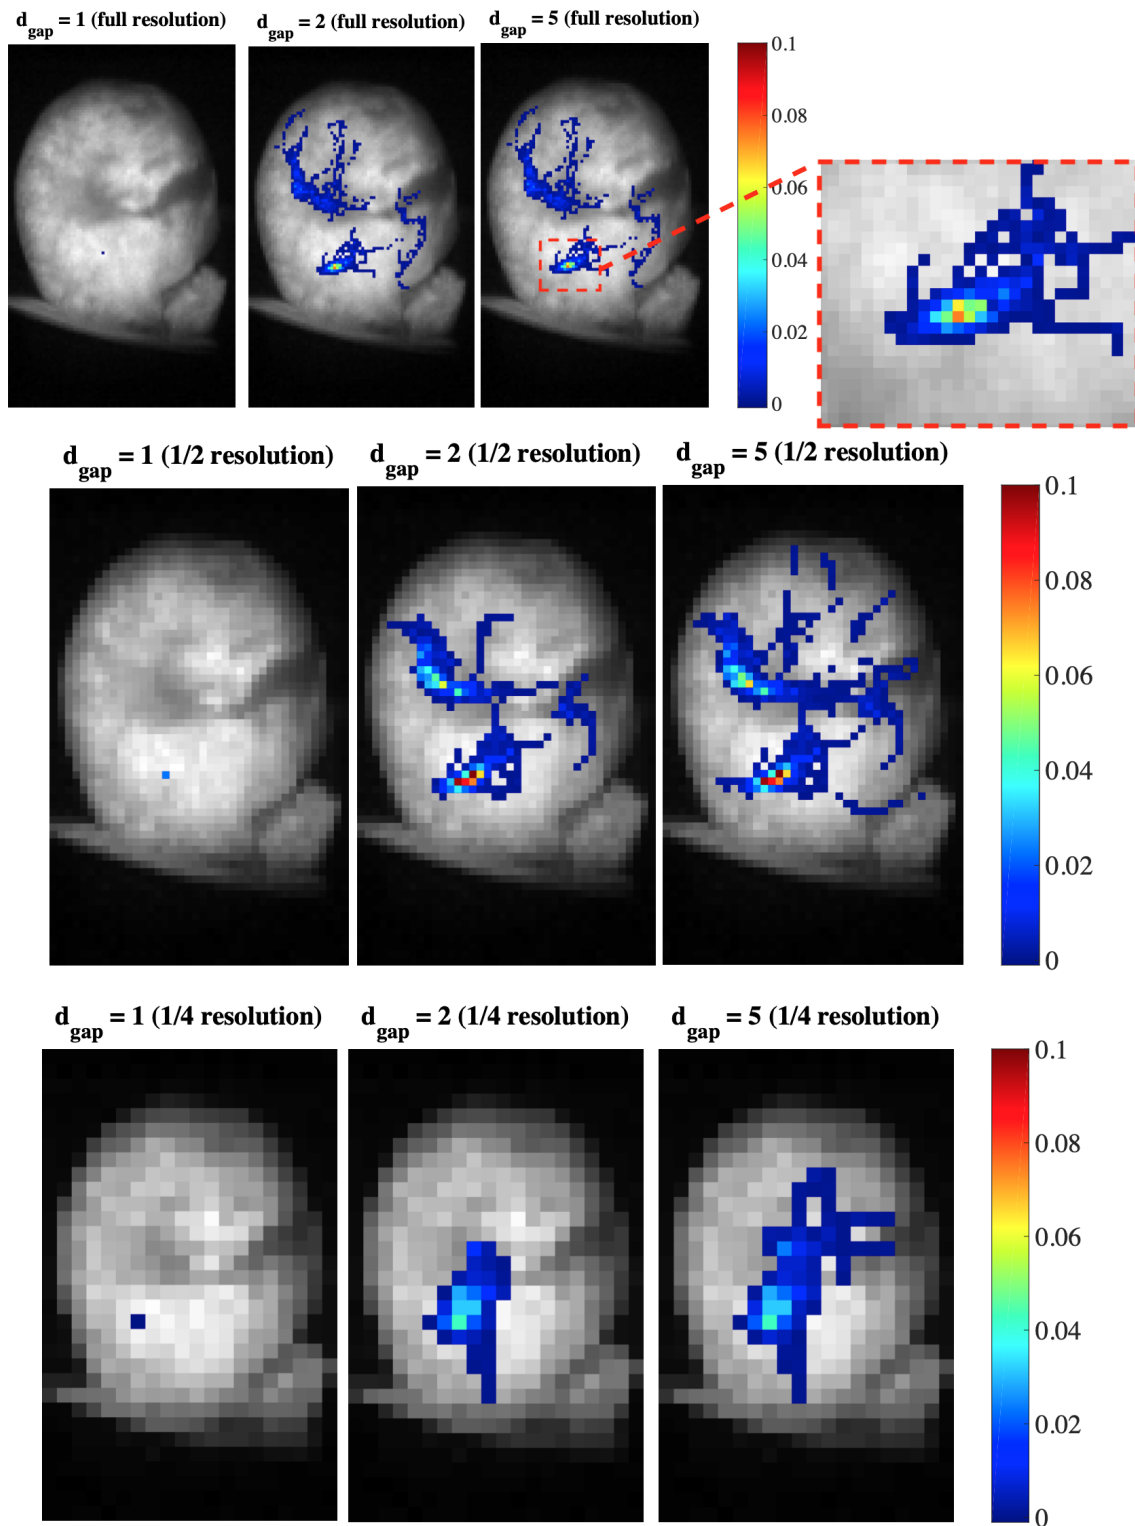 d_gap = 1 (full resolution)
d_gap = 2 (full resolution)
d_gap = 5 (full resolution)
0.1
0.08
0.06
0.04
0.02
0
d_gap = 1 (1/2 resolution)
d_gap = 2 (1/2 resolution)
d_gap = 5 (1/2 resolution)
0.1
0.08
0.06
0.04
0.02
0
d_gap = 1 (1/4 resolution)
d_gap = 2 (1/4 resolution)
d_gap = 5 (1/4 resolution)
0.1
0.08
0.06
0.04
0.02
0